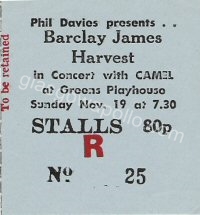 To be retained
Phil Davies presents . .
Barclay James
Harvest
in Concert with CAMEL
at Greens Playhouse
Sunday Nov. 19 at 7.30
STALLS 80p
R
No 25